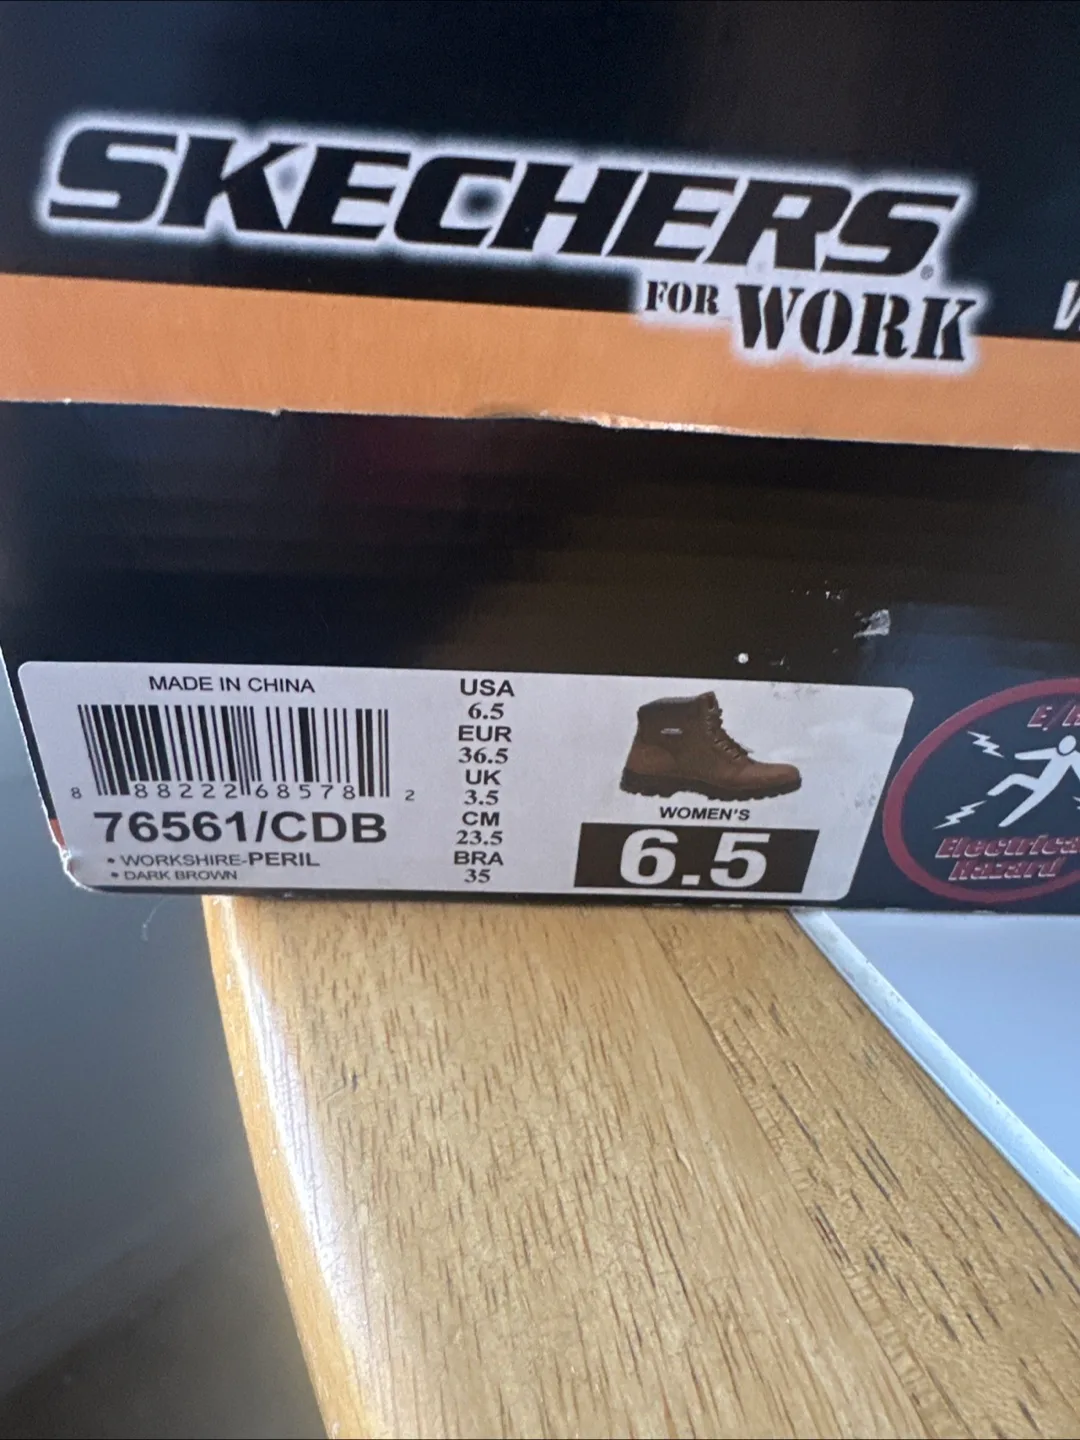 SKECHERS®
FOR WORK
MADE IN CHINA
8 88222 68578 2
76561/CDB
• WORKSHIRE-PERIL
• DARK BROWN
USA
6.5
EUR
36.5
UK
3.5
CM
23.5
BRA
35
WOMEN'S
6.5
Hazard